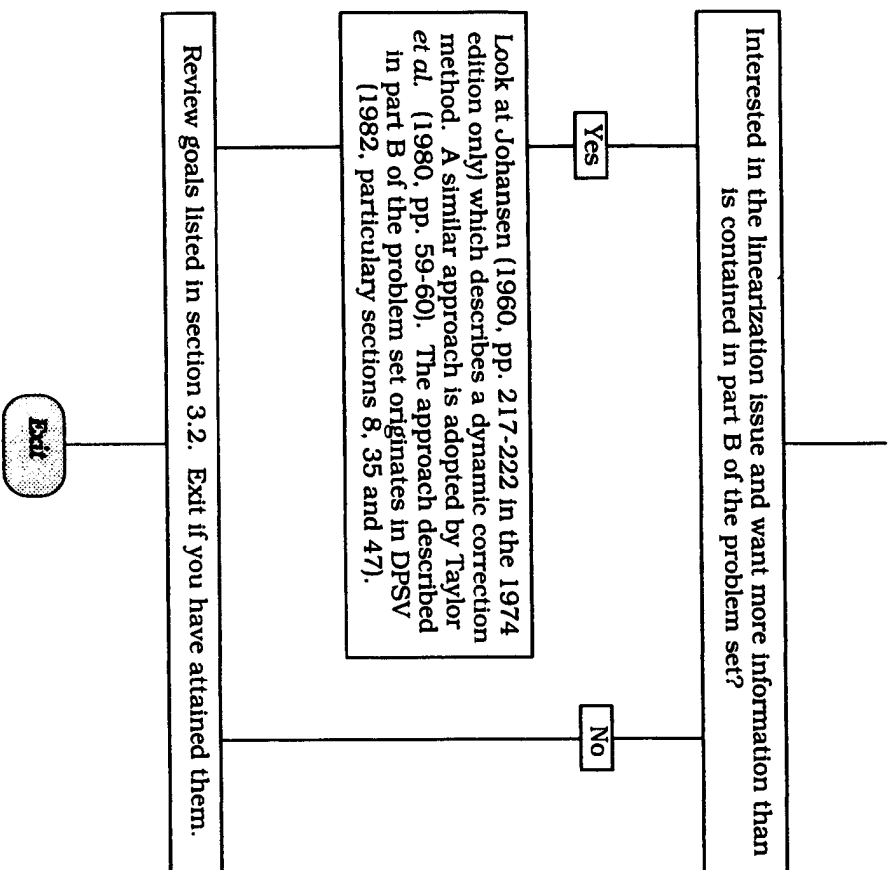 Interested in the linearization issue and want more information than
is contained in part B of the problem set?
Yes
No
Look at Johansen (1960, pp. 217-222 in the 1974
edition only) which describes a dynamic correction
method. A similar approach is adopted by Taylor
et al. (1980, pp. 59-60). The approach described
in part B of the problem set originates in DPSV
(1982, particulary sections 8, 35 and 47).
Review goals listed in section 3.2. Exit if you have attained them.
Exit